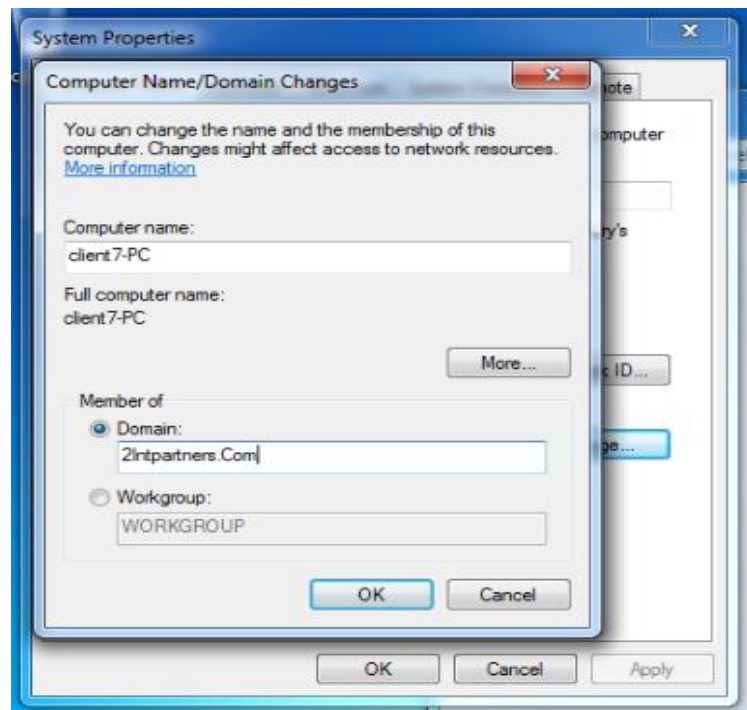 System Properties
Computer Name/Domain Changes
You can change the name and the membership of this
computer. Changes might affect access to network resources.
More information
Computer name:
client7-PC
Full computer name:
client7-PC
More...
Member of
Domain:
2Intpartners.Com
Workgroup:
WORKGROUP
OK Cancel
OK Cancel Apply